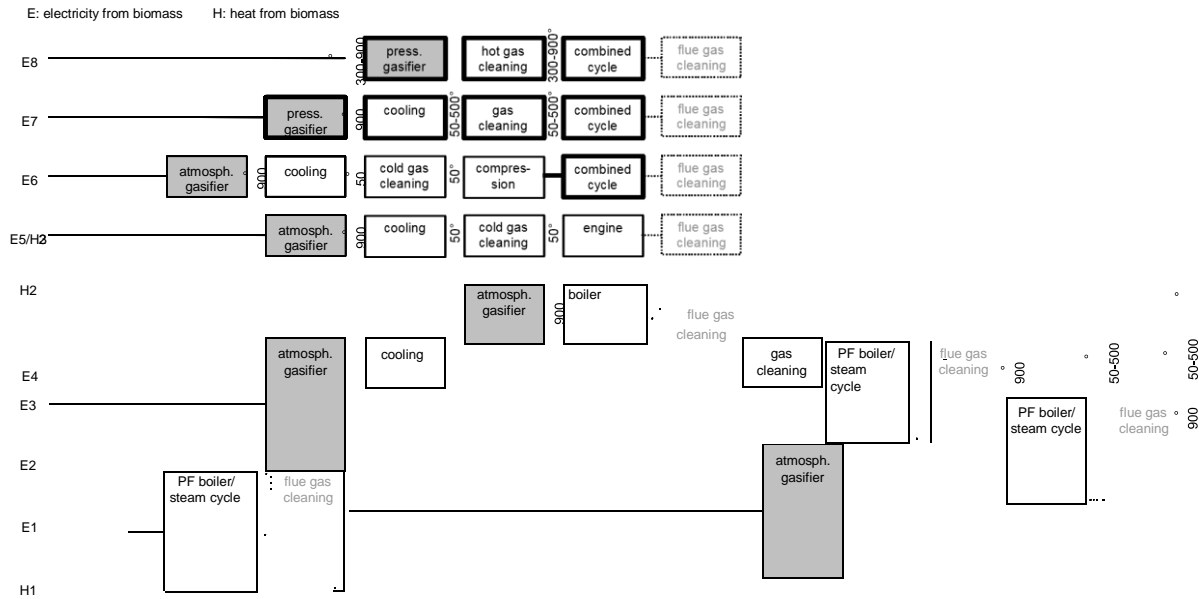 E: electricity from biomass H: heat from biomass
E8
300-900°
press.
gasifier
hot gas
cleaning
300-900°
combined
cycle
flue gas
cleaning
E7
press.
gasifier
900°
cooling
50-500°
gas
cleaning
50-500°
combined
cycle
flue gas
cleaning
E6
atmosph.
gasifier
900°
cooling
50°
cold gas
cleaning
50°
compres-
sion
combined
cycle
flue gas
cleaning
E5/H3
atmosph.
gasifier
900°
cooling
50°
cold gas
cleaning
50°
engine
flue gas
cleaning
H2
atmosph.
gasifier
900°
boiler
flue gas
cleaning
E4
atmosph.
gasifier
cooling
gas
cleaning
PF boiler/
steam
cycle
flue gas
cleaning
900°
50-500°
50-500°
E3
PF boiler/
steam cycle
flue gas
cleaning
900°
E2
PF boiler/
steam cycle
flue gas
cleaning
atmosph.
gasifier
E1
H1